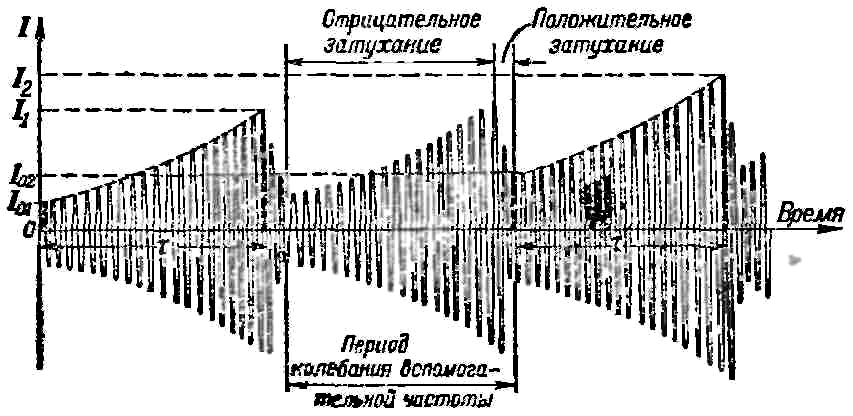 I
Отрицательное
затухание
Положительное
затухание
I₂
I₁
I₀₂
I₀₁
0
Время
τ
τ
Период
колебания вспомога-
тельной частоты